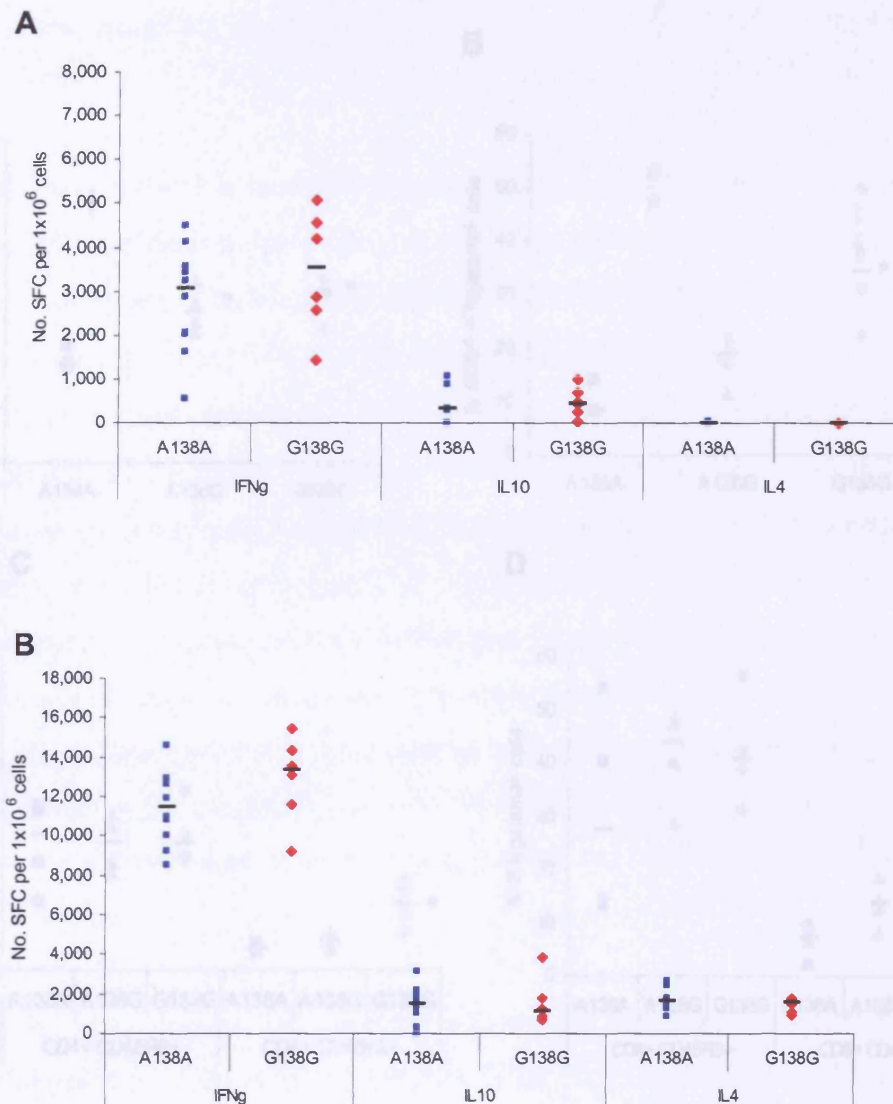 A
8,000
7,000
6,000
5,000
4,000
3,000
2,000
1,000
0
No. SFC per 1x10⁶ cells
A138A G138G A138A G138G A138A G138G
IFNg IL10 IL4
B
18,000
16,000
14,000
12,000
10,000
8,000
6,000
4,000
2,000
0
No. SFC per 1x10⁶ cells
A138A G138G A138A G138G A138A G138G
IFNg IL10 IL4